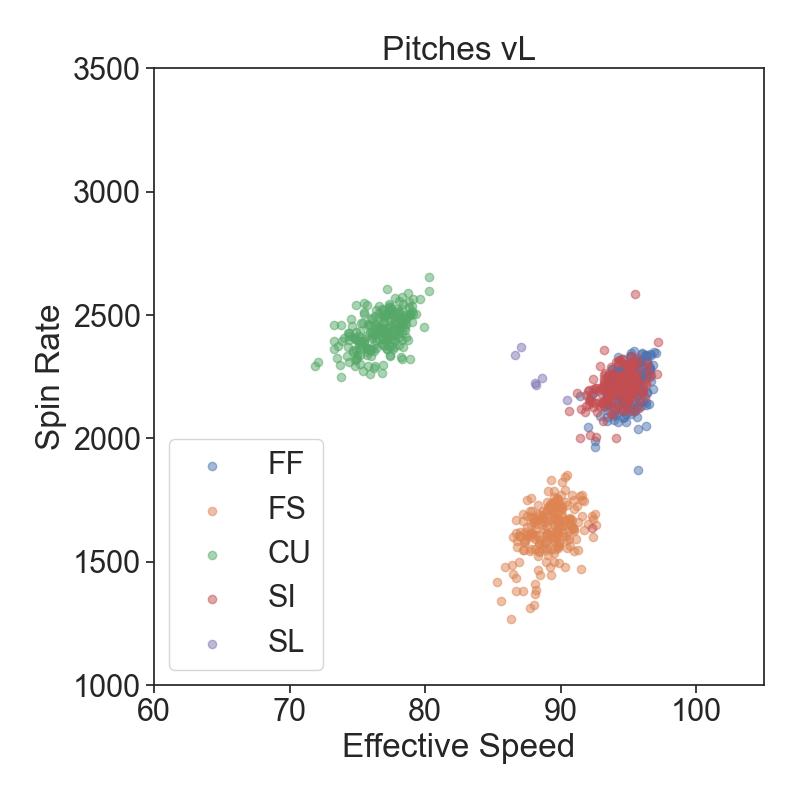 Pitches vL
3500
3000
2500
2000
1500
1000
Spin Rate
FF
FS
CU
SI
SL
60 70 80 90 100
Effective Speed